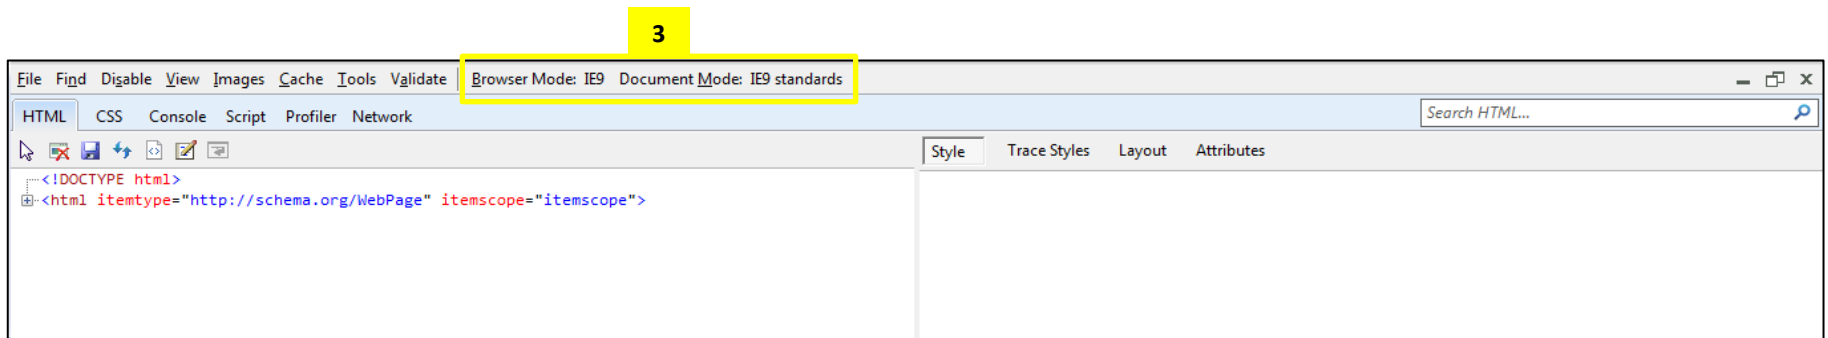 3
File Find Disable View Images Cache Tools Validate Browser Mode: IE9 Document Mode: IE9 standards
HTML CSS Console Script Profiler Network Search HTML...
Style Trace Styles Layout Attributes
<!DOCTYPE html>
<html itemtype="http://schema.org/WebPage" itemscope="itemscope">